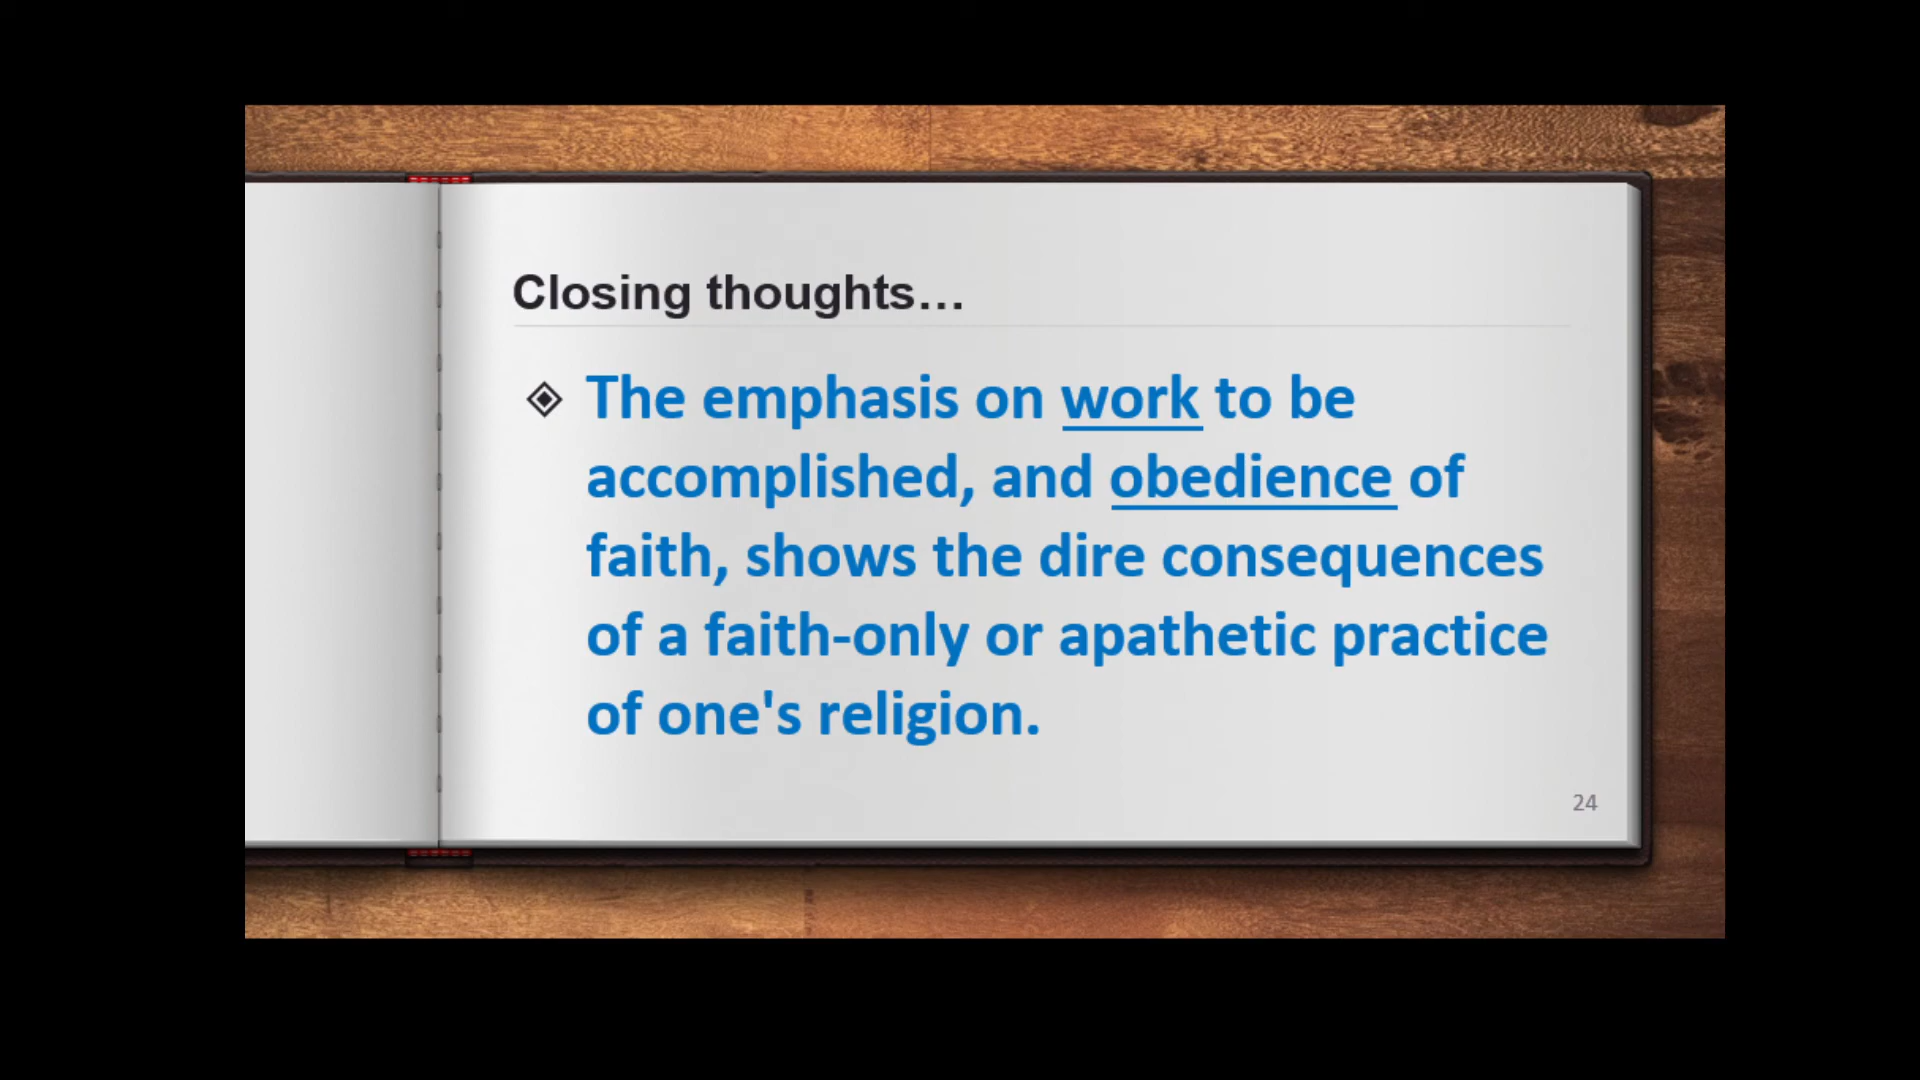 Closing thoughts…
The emphasis on work to be
accomplished, and obedience of
faith, shows the dire consequences
of a faith-only or apathetic practice
of one's religion.
24